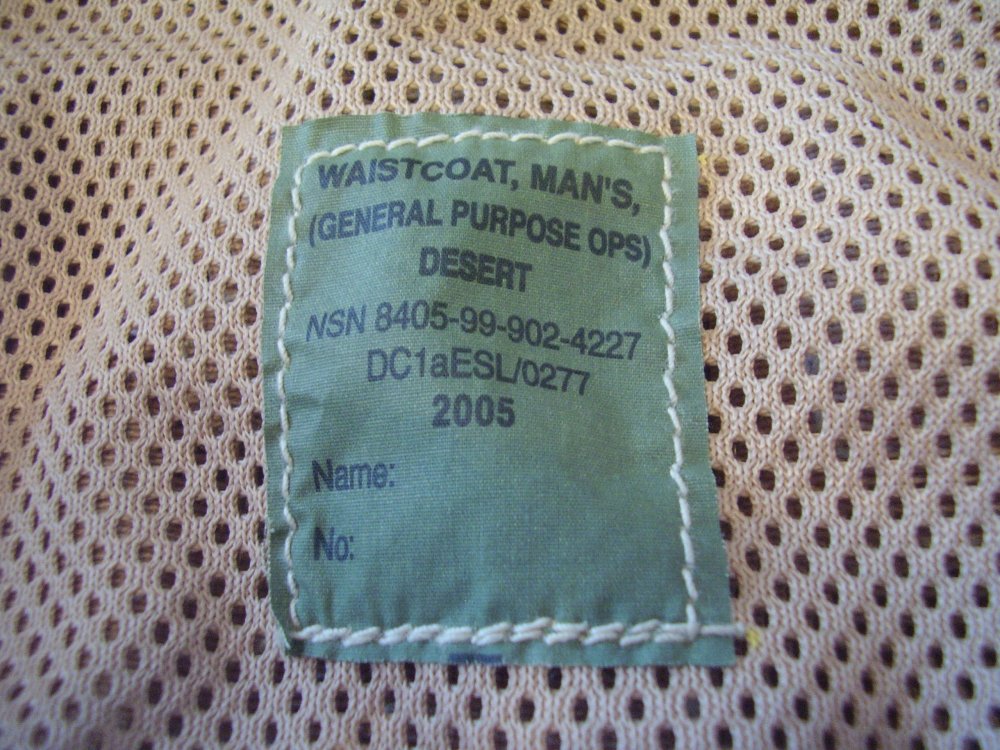 WAISTCOAT, MAN'S,
(GENERAL PURPOSE OPS)
DESERT
NSN 8405-99-902-4227
DC1aESL/0277
2005
Name:
No: